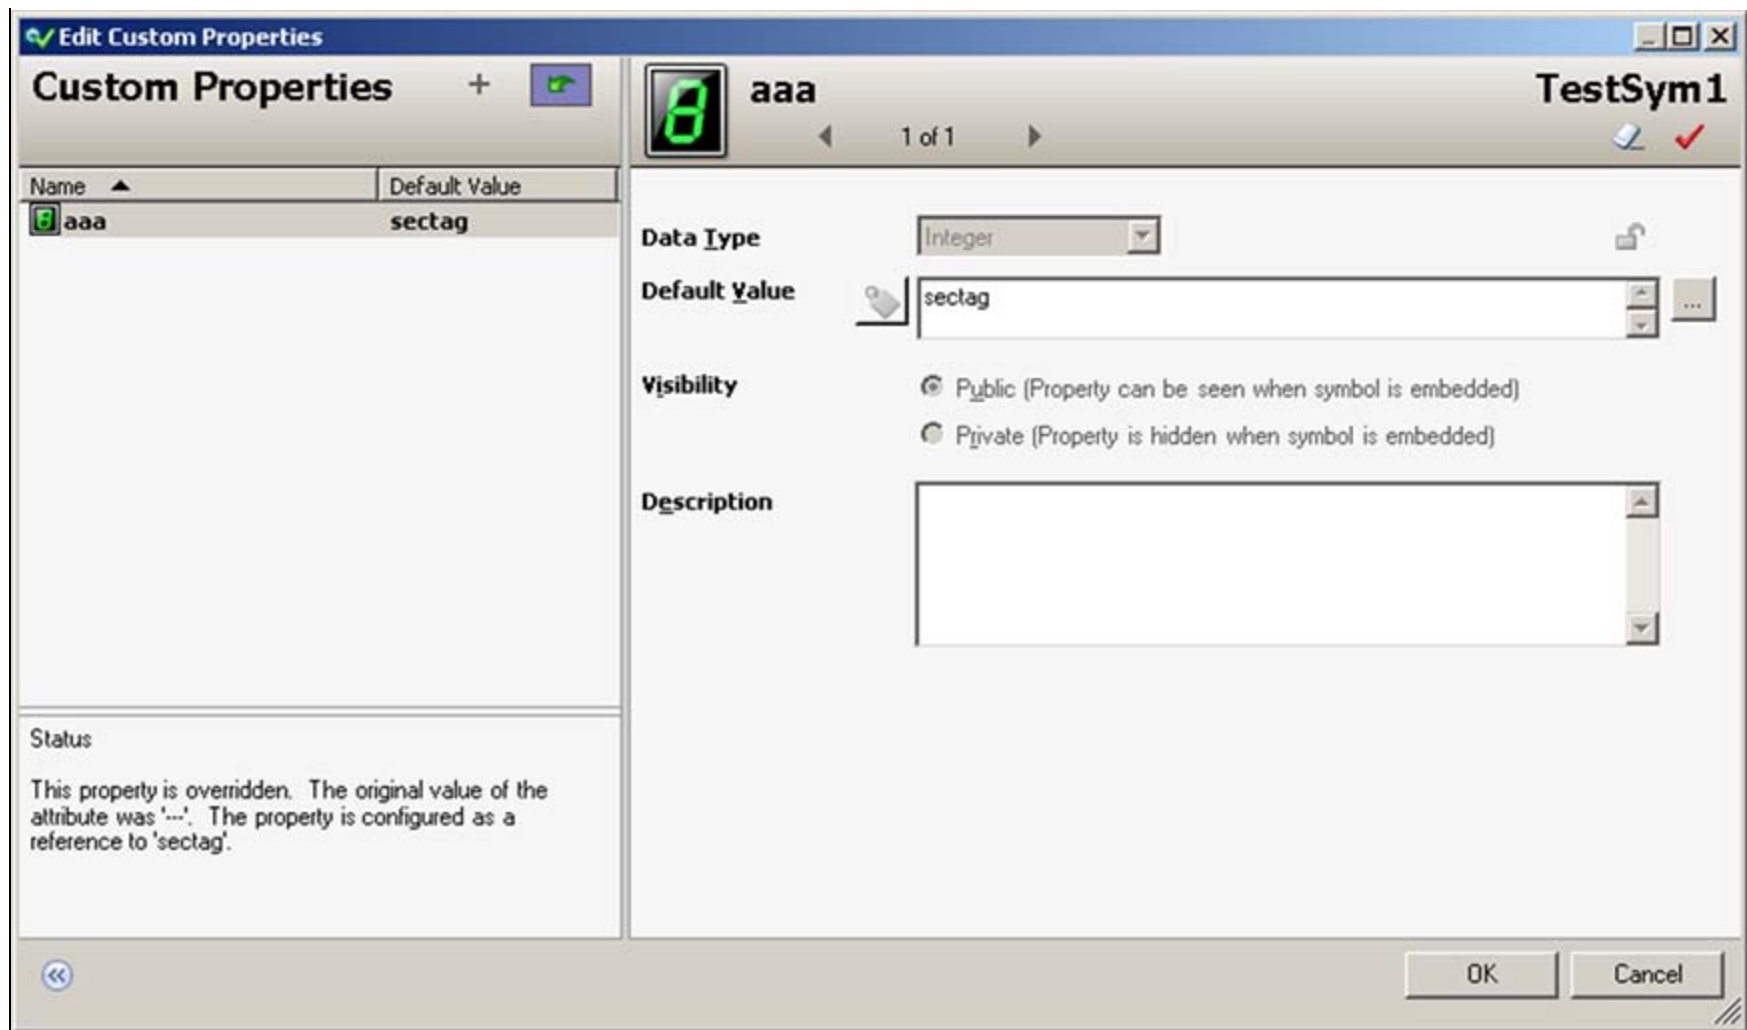 Edit Custom Properties
Custom Properties
aaa
TestSym1
1 of 1
Name Default Value
aaa sectag
Data Type
Integer
Default Value
sectag
...
Visibility
Public (Property can be seen when symbol is embedded)
Private (Property is hidden when symbol is embedded)
Description
Status
This property is overridden. The original value of the
attribute was '---'. The property is configured as a
reference to 'sectag'.
OK
Cancel